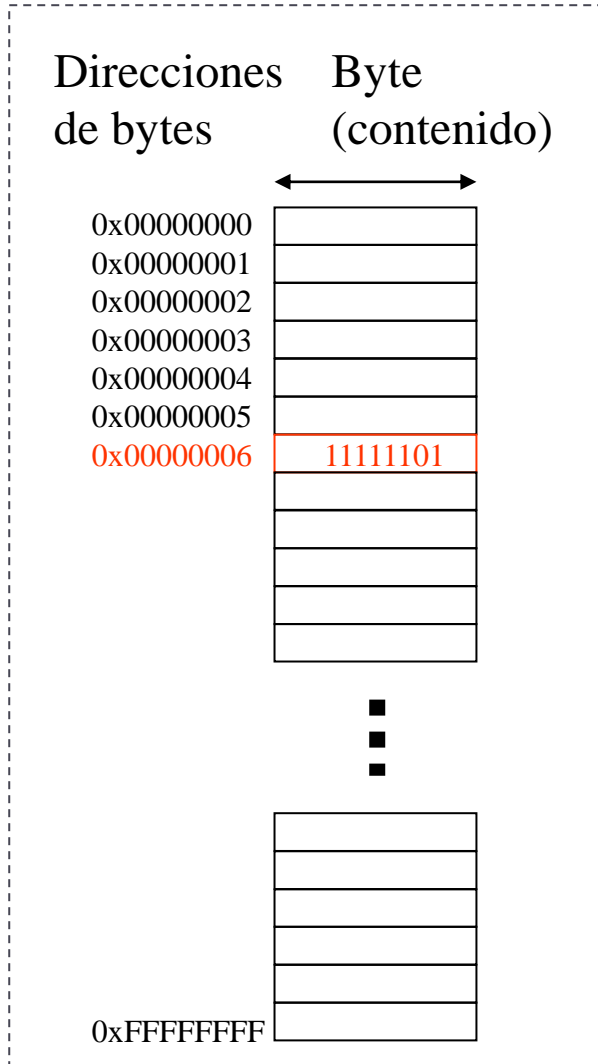 Direcciones
de bytes
Byte
(contenido)
0x00000000
0x00000001
0x00000002
0x00000003
0x00000004
0x00000005
0x00000006 11111101
0xFFFFFFFF